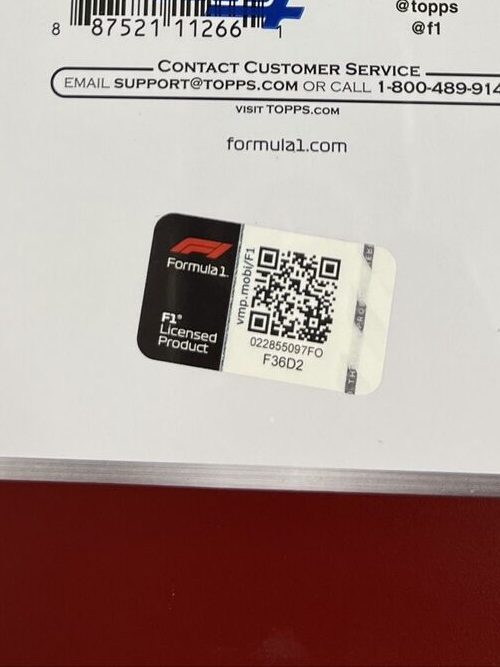 @topps
@f1
8 87521 11266 1
CONTACT CUSTOMER SERVICE
EMAIL SUPPORT@TOPPS.COM OR CALL 1-800-489-914
VISIT TOPPS.COM
formula1.com
F1
Formula 1
F1®
Licensed
Product
vmp.mobi/F1
022855097FO
F36D2